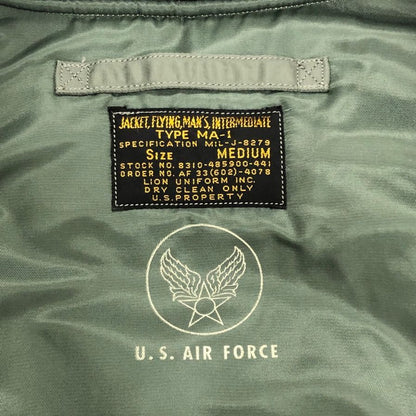 JACKET, FLYING, MAN'S, INTERMEDIATE
TYPE MA-1
SPECIFICATION MIL-J-8279
SIZE MEDIUM
STOCK NO. 8310-485900-441
ORDER NO. AF 33(602)-4078
LION UNIFORM INC.
DRY CLEAN ONLY
U.S. PROPERTY
U.S. AIR FORCE